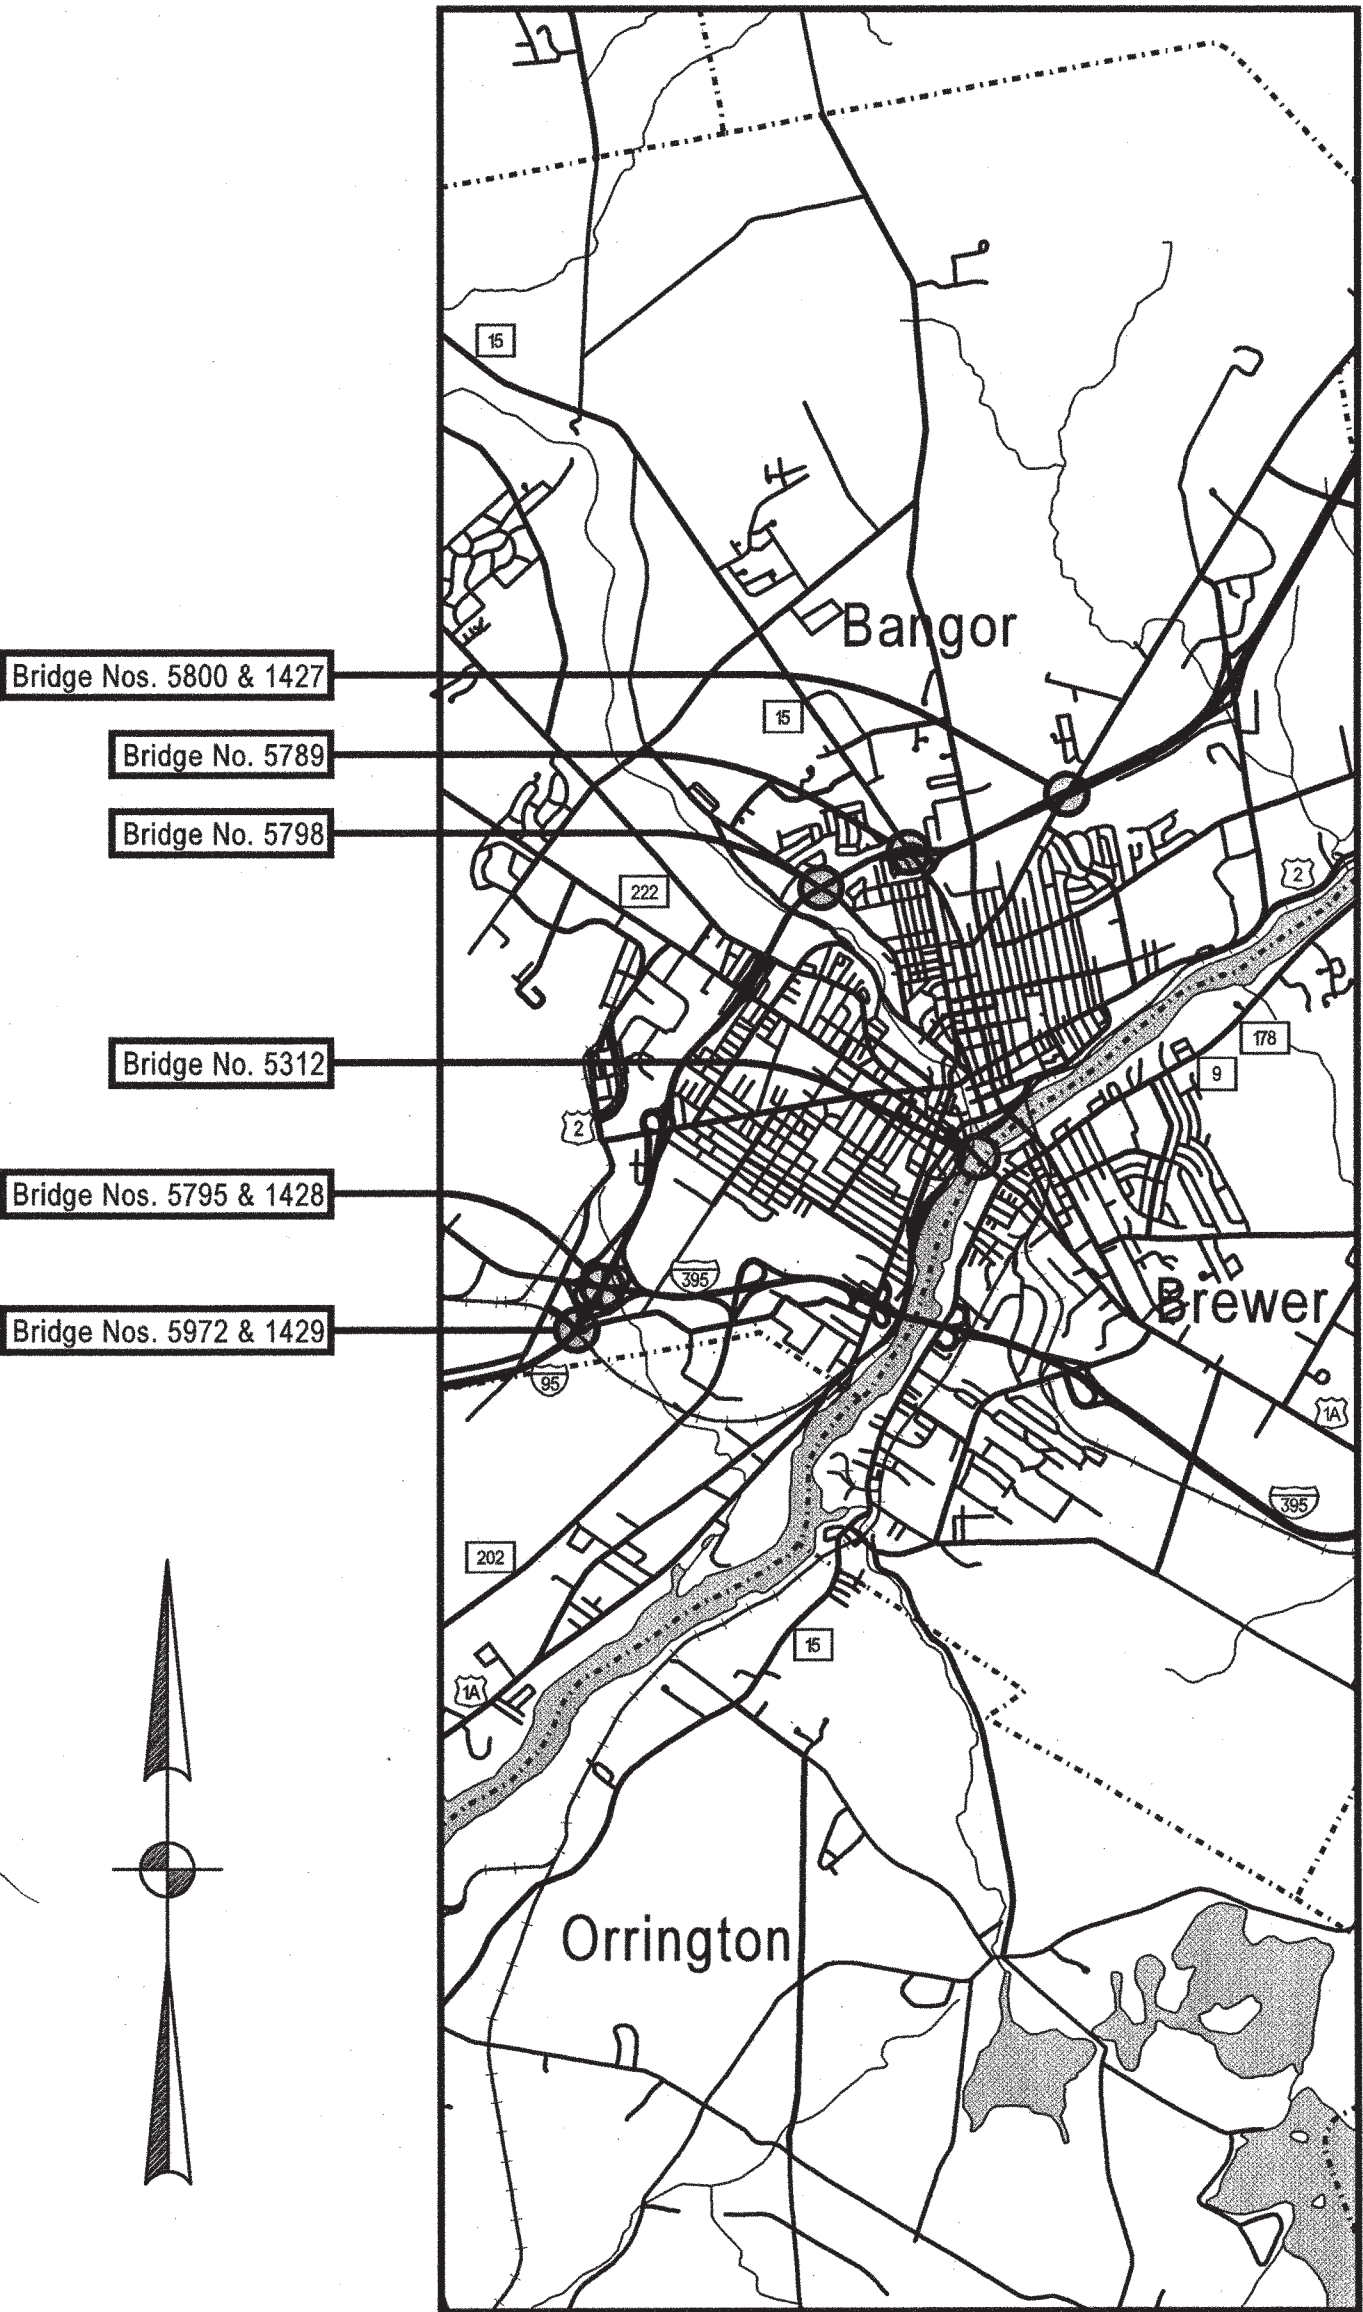 15
Bangor
Bridge Nos. 5800 & 1427
15
Bridge No. 5789
Bridge No. 5798
222
2
Bridge No. 5312
178
9
2
Bridge Nos. 5795 & 1428
395
Brewer
Bridge Nos. 5972 & 1429
95
1A
395
202
15
1A
Orrington